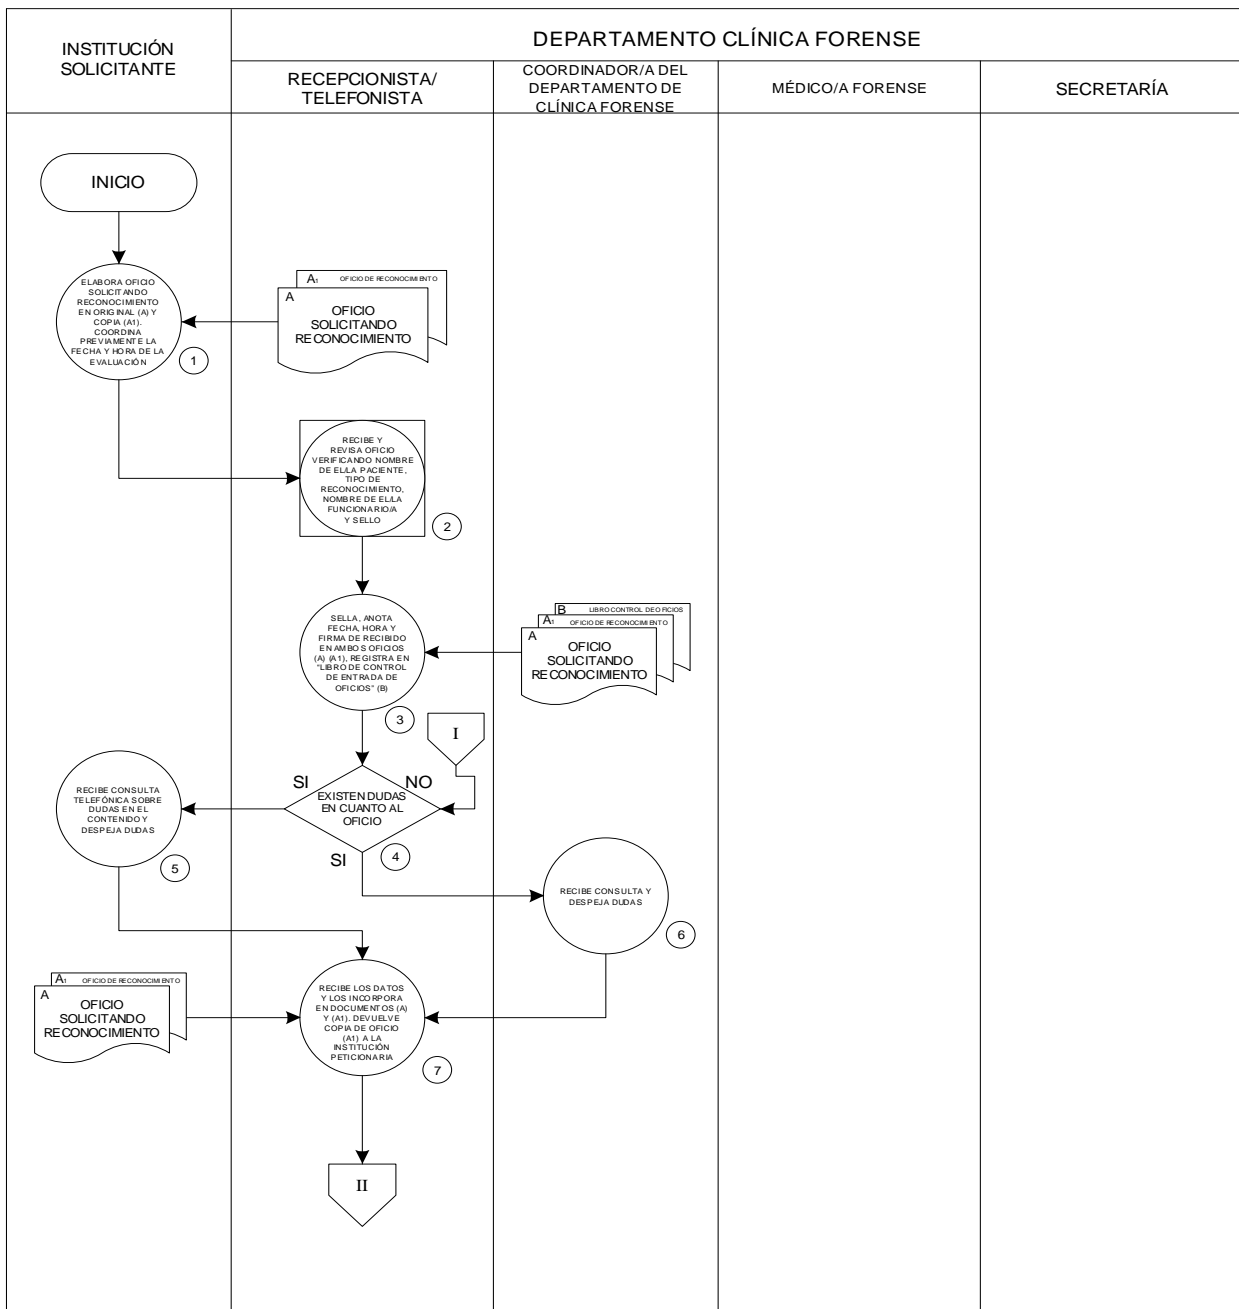 INSTITUCIÓN
SOLICITANTE
DEPARTAMENTO CLÍNICA FORENSE
RECEPCIONISTA/
TELEFONISTA
COORDINADOR/A DEL
DEPARTAMENTO DE
CLÍNICA FORENSE
MÉDICO/A FORENSE
SECRETARÍA
INICIO
ELABORA OFICIO
SOLICITANDO
RECONOCIMIENTO
EN ORIGINAL (A) Y
COPIA (A1).
COORDINA
PREVIAMENTE LA
FECHA Y HORA DE LA
EVALUACIÓN
1
A1 OFICIO DE RECONOCIMIENTO
A
OFICIO
SOLICITANDO
RECONOCIMIENTO
RECIBE Y
REVISA OFICIO
VERIFICANDO NOMBRE
DE EL/LA PACIENTE,
TIPO DE
RECONOCIMIENTO,
NOMBRE DE EL/LA
FUNCIONARIO/A
Y SELLO
2
SELLA, ANOTA
FECHA, HORA Y
FIRMA DE RECIBIDO
EN AMBOS OFICIOS
(A) (A1), REGISTRA EN
"LIBRO DE CONTROL
DE ENTRADA DE
OFICIOS" (B)
3
B LIBRO CONTROL DE OFICIOS
A1 OFICIO DE RECONOCIMIENTO
A
OFICIO
SOLICITANDO
RECONOCIMIENTO
I
SI
NO
EXISTEN DUDAS
EN CUANTO AL
OFICIO
SI
4
RECIBE CONSULTA
TELEFÓNICA SOBRE
DUDAS EN EL
CONTENIDO Y
DESPEJA DUDAS
5
RECIBE CONSULTA Y
DESPEJA DUDAS
6
A1 OFICIO DE RECONOCIMIENTO
A
OFICIO
SOLICITANDO
RECONOCIMIENTO
RECIBE LOS DATOS
Y LOS INCORPORA
EN DOCUMENTOS (A)
Y (A1). DEVUELVE
COPIA DE OFICIO
(A1) A LA
INSTITUCIÓN
PETICIONARIA
7
II